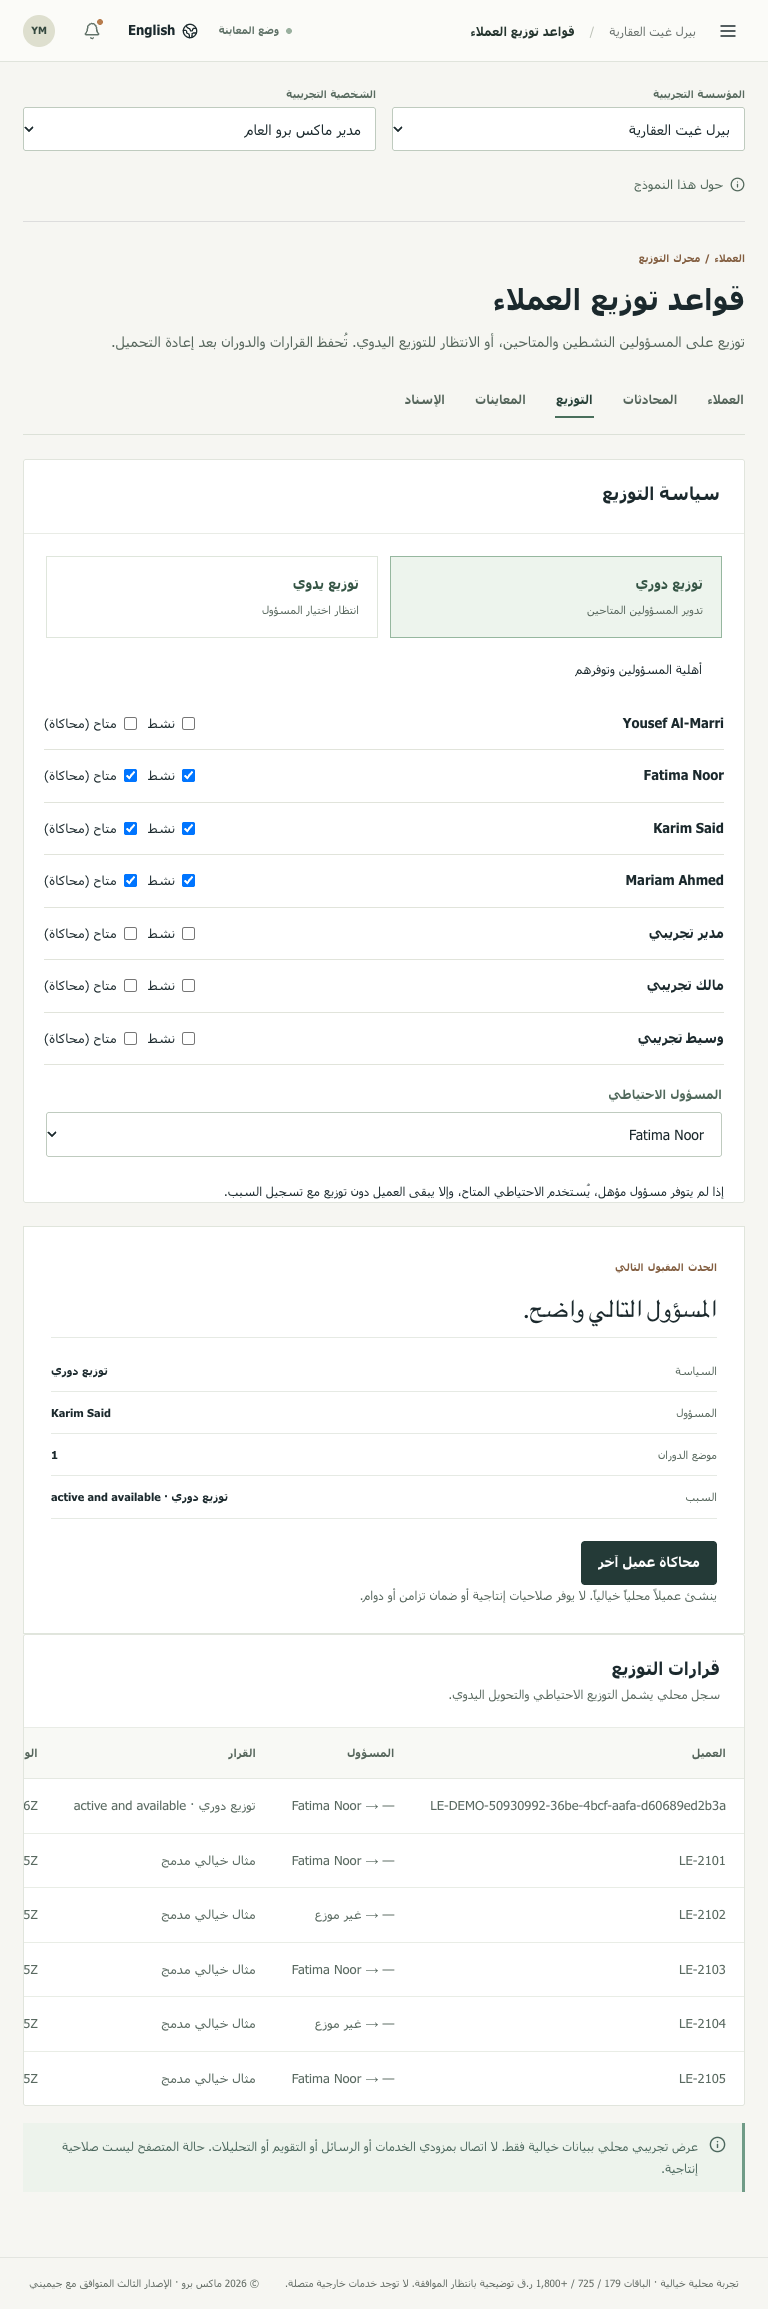 بيرل غيت العقارية / قواعد توزيع العملاء
وضع المعاينة
English
YM
المؤسسة التجريبية
بيرل غيت العقارية
الشخصية التجريبية
مدير ماكس برو العام
حول هذا النموذج
العملاء / محرك التوزيع
قواعد توزيع العملاء
توزيع على المسؤولين النشطين والمتاحين، أو الانتظار للتوزيع اليدوي. تُحفظ القرارات والدوران بعد إعادة التحميل.
العملاء المحادثات التوزيع المعاينات الإسناد
سياسة التوزيع
توزيع دوري
تدوير المسؤولين المتاحين
توزيع يدوي
انتظار اختيار المسؤول
أهلية المسؤولين وتوفرهم
Yousef Al-Marri نشط متاح (محاكاة)
Fatima Noor نشط متاح (محاكاة)
Karim Said نشط متاح (محاكاة)
Mariam Ahmed نشط متاح (محاكاة)
مدير تجريبي نشط متاح (محاكاة)
مالك تجريبي نشط متاح (محاكاة)
وسيط تجريبي نشط متاح (محاكاة)
المسؤول الاحتياطي
Fatima Noor
إذا لم يتوفر مسؤول مؤهل، يُستخدم الاحتياطي المتاح، وإلا يبقى العميل دون توزيع مع تسجيل السبب.
الحدث المقبول التالي
المسؤول التالي واضح.
السياسة توزيع دوري
المسؤول Karim Said
موضع الدوران 1
السبب توزيع دوري · active and available
محاكاة عميل آخر
ينشئ عميلاً محلياً خيالياً. لا يوفر صلاحيات إنتاجية أو ضمان تزامن أو دوام.
قرارات التوزيع
سجل محلي يشمل التوزيع الاحتياطي والتحويل اليدوي.
العميل المسؤول القرار الو
LE-DEMO-50930992-36be-4bcf-aafa-d60689ed2b3a — → Fatima Noor توزيع دوري · active and available 6Z
LE-2101 — → Fatima Noor مثال خيالي مدمج 5Z
LE-2102 — → غير موزع مثال خيالي مدمج 5Z
LE-2103 — → Fatima Noor مثال خيالي مدمج 5Z
LE-2104 — → غير موزع مثال خيالي مدمج 5Z
LE-2105 — → Fatima Noor مثال خيالي مدمج 5Z
عرض تجريبي محلي ببيانات خيالية فقط. لا اتصال بمزودي الخدمات أو الرسائل أو التقويم أو التحليلات. حالة المتصفح ليست صلاحية
إنتاجية.
تجربة محلية خيالية · الباقات 179 / 725 / +1,800 ر.ق توضيحية بانتظار الموافقة. لا توجد خدمات خارجية متصلة.
© 2026 ماكس برو · الإصدار الثالث المتوافق مع جيميني